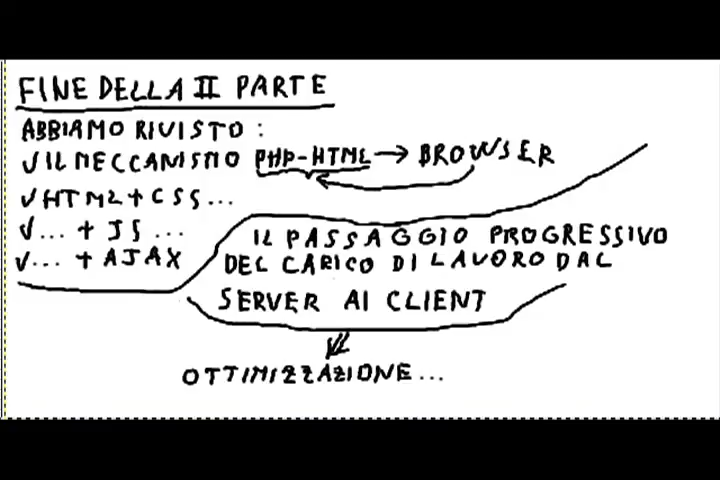 FINE DELLA II PARTE
ABBIAMO RIVISTO :
√ IL MECCANISMO PHP-HTML → BROWSER
√ HTML + CSS ...
√ ... + JS ...
√ ... + AJAX
IL PASSAGGIO PROGRESSIVO
DEL CARICO DI LAVORO DAL
SERVER AI CLIENT
OTTIMIZZAZIONE ...